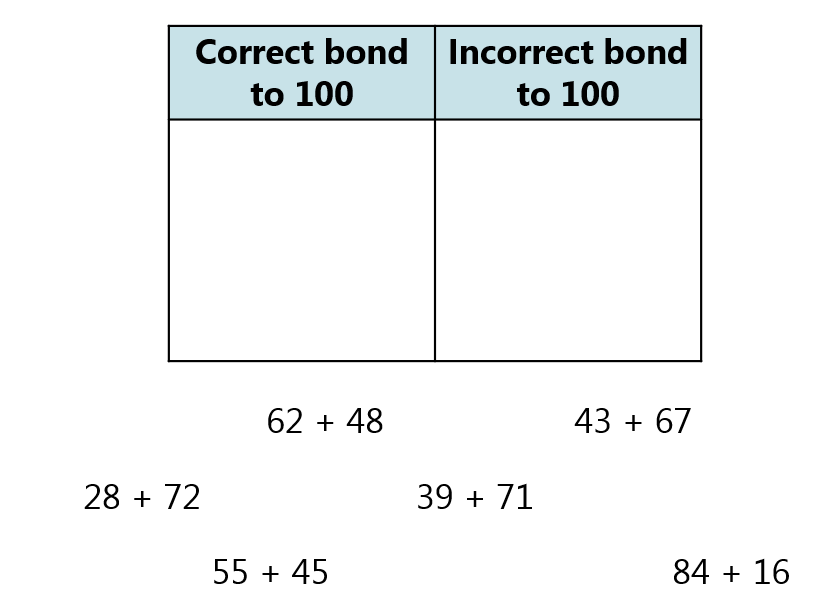 Correct bond
to 100
Incorrect bond
to 100
62 + 48
43 + 67
28 + 72
39 + 71
55 + 45
84 + 16